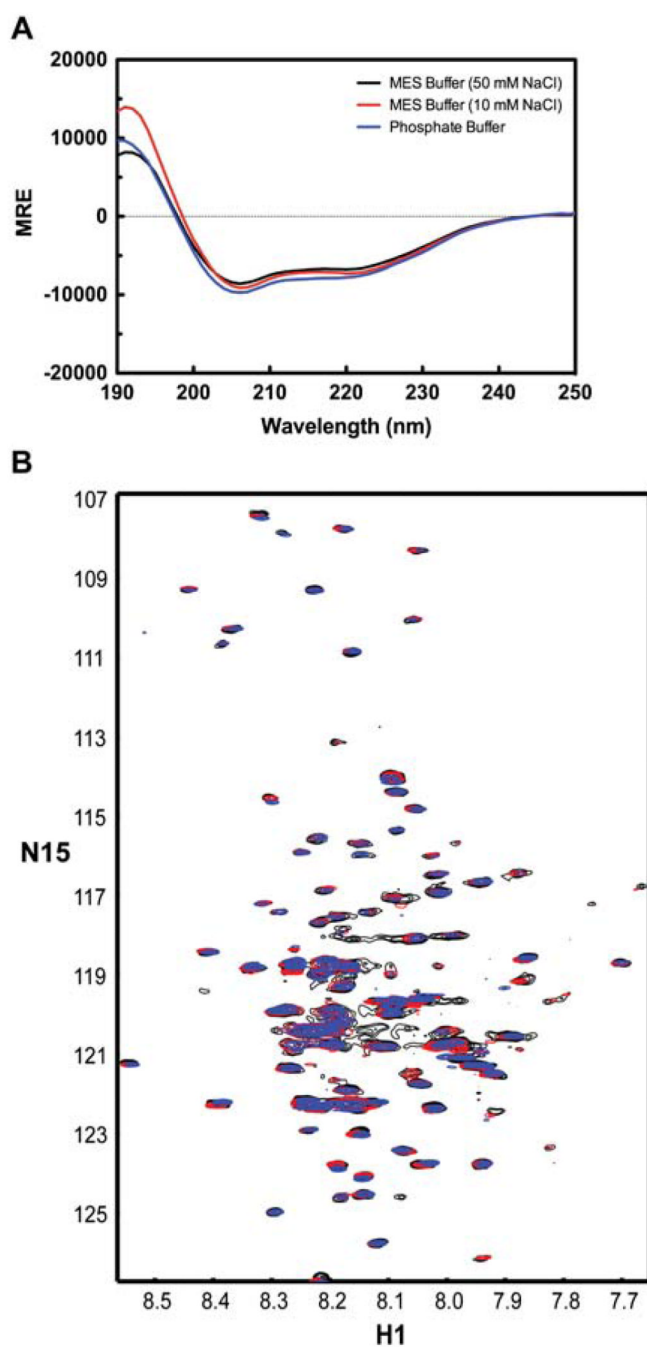 A
20000
10000
0
-10000
-20000
MRE
MES Buffer (50 mM NaCl)
MES Buffer (10 mM NaCl)
Phosphate Buffer
190 200 210 220 230 240 250
Wavelength (nm)
B
107
109
111
113
115
N15
117
119
121
123
125
8.5 8.4 8.3 8.2 8.1 8.0 7.9 7.8 7.7
H1